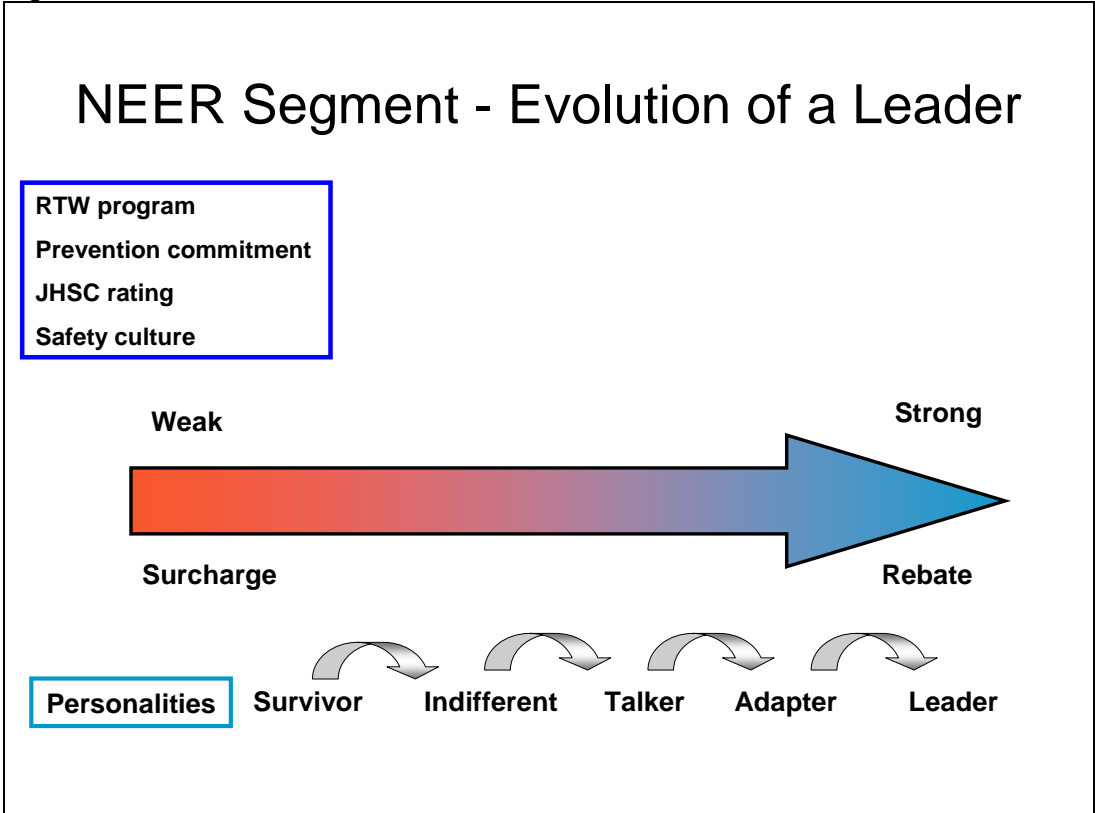 NEER Segment - Evolution of a Leader
RTW program
Prevention commitment
JHSC rating
Safety culture
Weak
Strong
Surcharge
Rebate
Personalities
Survivor
Indifferent
Talker
Adapter
Leader